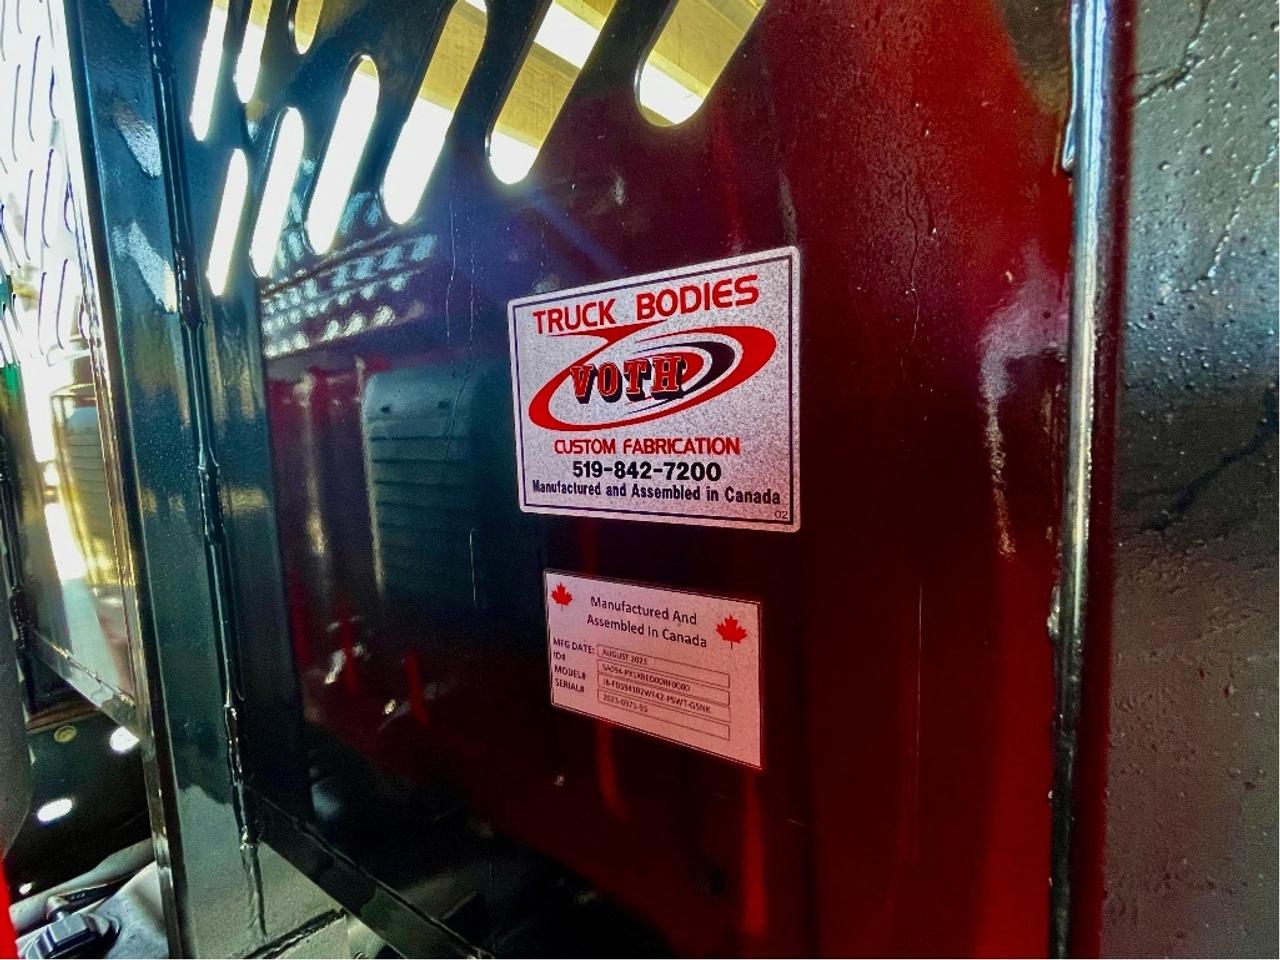 TRUCK BODIES
VOTH
CUSTOM FABRICATION
519-842-7200
Manufactured and Assembled in Canada
02
Manufactured And
Assembled In Canada
MFG DATE: AUGUST 2023
ID#
MODEL#
SERIAL#